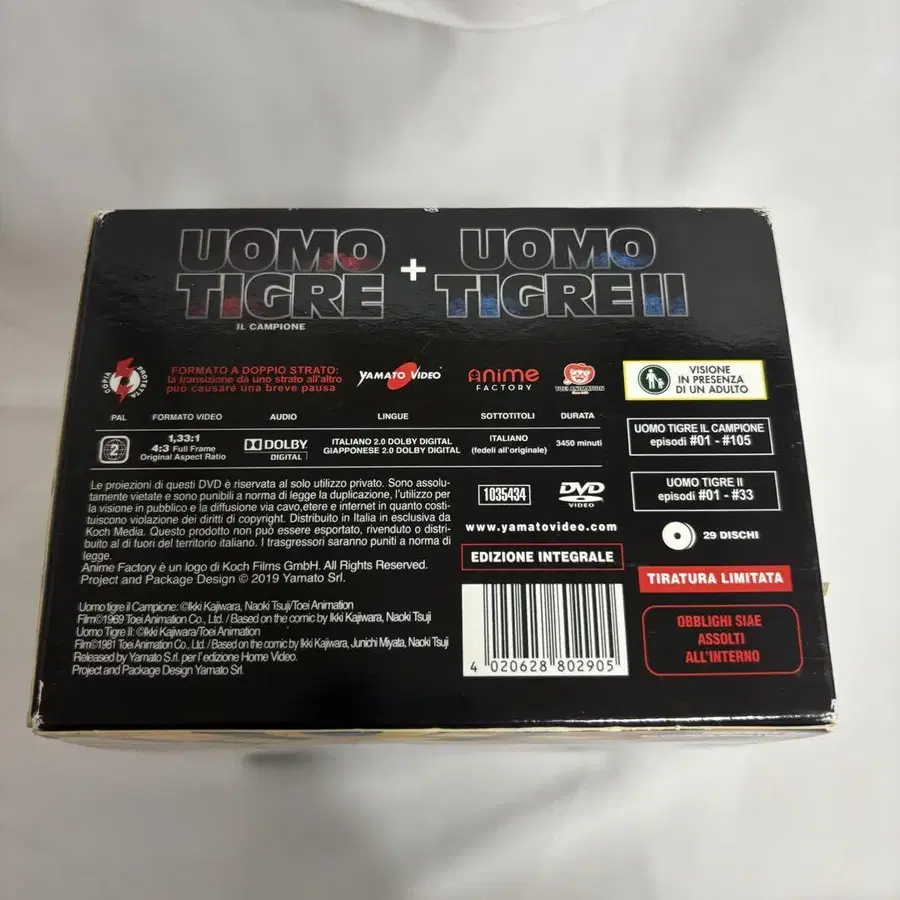 UOMO
TIGRE
IL CAMPIONE
+
UOMO
TIGRE II
COPIA PROTETTA
FORMATO A DOPPIO STRATO:
la transizione da uno strato all'altro
può causare una breve pausa
YAMATO VIDEO
anime
FACTORY
TOEI ANIMATION
VISIONE
IN PRESENZA
DI UN ADULTO
PAL
FORMATO VIDEO
AUDIO
LINGUE
SOTTOTITOLI
DURATA
2
1,33:1
4:3 Full Frame
Original Aspect Ratio
DOLBY
DIGITAL
ITALIANO 2.0 DOLBY DIGITAL
GIAPPONESE 2.0 DOLBY DIGITAL
ITALIANO
(fedeli all'originale)
3450 minuti
UOMO TIGRE IL CAMPIONE
episodi #01 - #105
UOMO TIGRE II
episodi #01 - #33
29 DISCHI
Le proiezioni di questi DVD è riservata al solo utilizzo privato. Sono assolu-
tamente vietate e sono punibili a norma di legge la duplicazione, l'utilizzo per
la visione in pubblico e la diffusione via cavo,etere e internet in quanto costi-
tuiscono violazione dei diritti di copyright. Distribuito in Italia in esclusiva da
Koch Media. Questo prodotto non può essere esportato, rivenduto o distri-
buito al di fuori del territorio italiano. I trasgressori saranno puniti a norma di
legge.
Anime Factory è un logo di Koch Films GmbH. All Rights Reserved.
Project and Package Design © 2019 Yamato Srl.
1035434
DVD
VIDEO
www.yamatovideo.com
EDIZIONE INTEGRALE
TIRATURA LIMITATA
OBBLIGHI SIAE
ASSOLTI
ALL'INTERNO
Uomo tigre il Campione: ©Ikki Kajiwara, Naoki Tsuji/Toei Animation
Film©1969 Toei Animation Co., Ltd. / Based on the comic by Ikki Kajiwara, Naoki Tsuji
Uomo Tigre II: ©Ikki Kajiwara/Toei Animation
Film©1981 Toei Animation Co., Ltd. / Based on the comic by Ikki Kajiwara, Junichi Miyata, Naoki Tsuji
Released by Yamato S.r.l. per l'edizione Home Video.
Project and Package Design Yamato Srl.
4 020628 802905